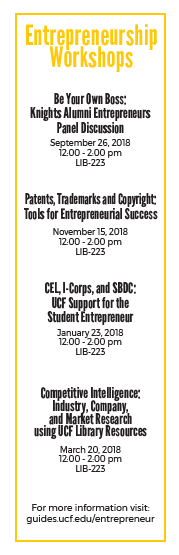 Entrepreneurship
Workshops
Be Your Own Boss:
Knights Alumni Entrepreneurs
Panel Discussion
September 26, 2018
12:00 - 2:00 pm
LIB-223
Patents, Trademarks and Copyright:
Tools for Entrepreneurial Success
November 15, 2018
12:00 - 2:00 pm
LIB-223
CEL, I-Corps, and SBDC:
UCF Support for the
Student Entrepreneur
January 23, 2018
12:00 - 2:00 pm
LIB-223
Competitive Intelligence:
Industry, Company,
and Market Research
using UCF Library Resources
March 20, 2018
12:00 - 2:00 pm
LIB-223
For more information visit:
guides.ucf.edu/entrepreneur